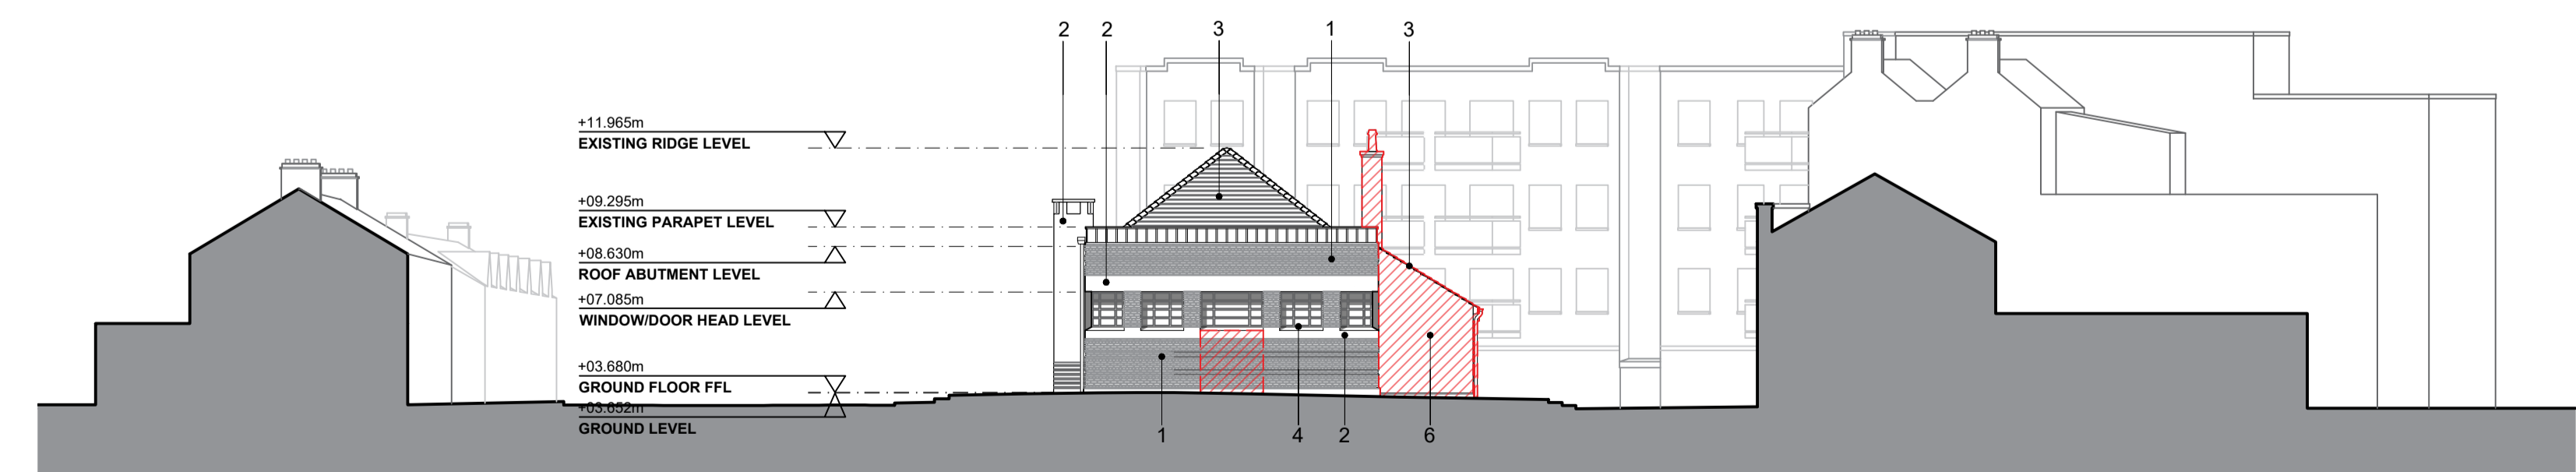 2 2 3 1 3
+11.965m
EXISTING RIDGE LEVEL
+09.295m
EXISTING PARAPET LEVEL
+08.630m
ROOF ABUTMENT LEVEL
+07.085m
WINDOW/DOOR HEAD LEVEL
+03.680m
GROUND FLOOR FFL
+03.652m
GROUND LEVEL
1 4 2 6